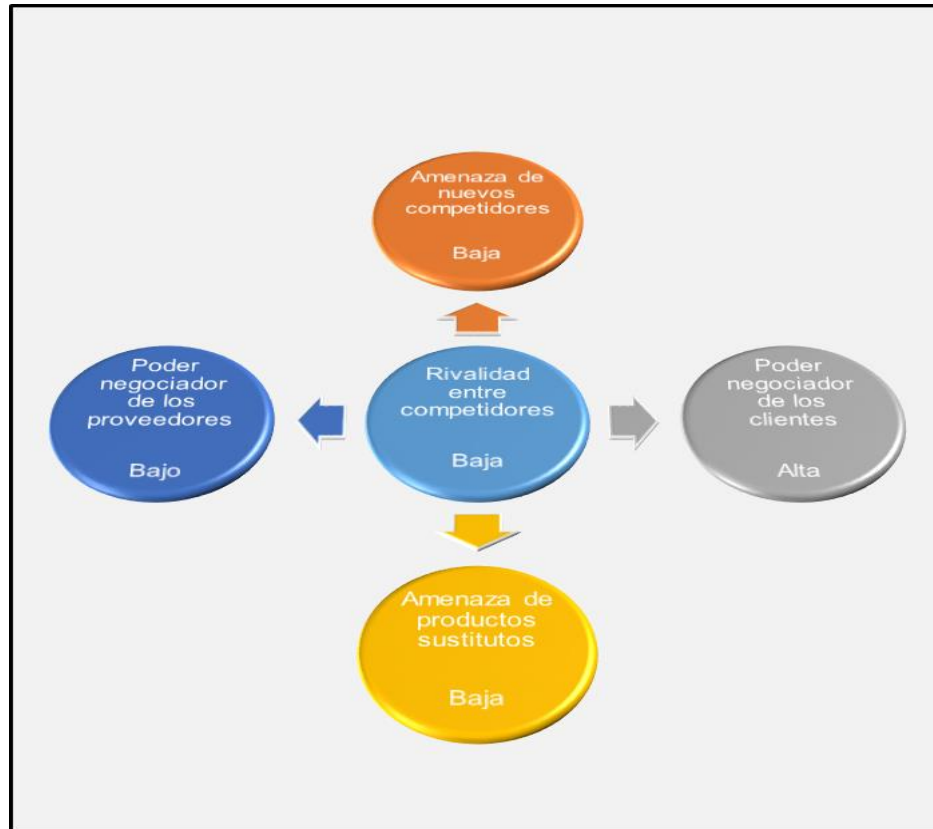 Amenaza de
nuevos
competidores
Baja
Poder
negociador
de los
proveedores
Bajo
Rivalidad
entre
competidores
Baja
Poder
negociador
de los
clientes
Alta
Amenaza de
productos
sustitutos
Baja